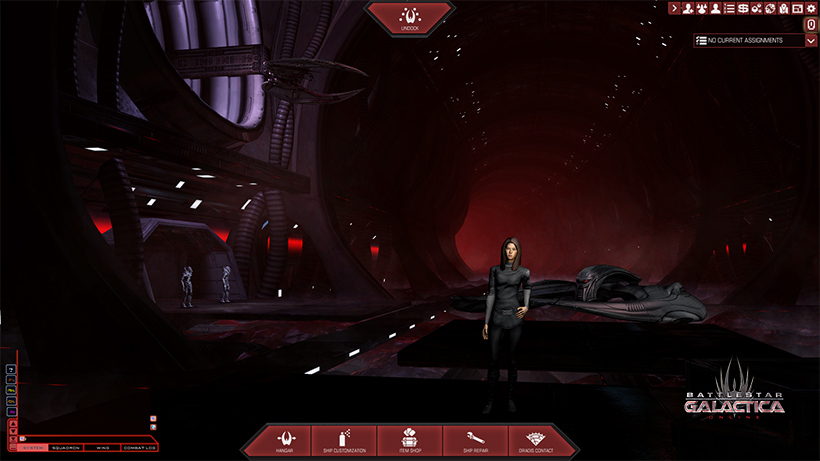 UNDOCK
NO CURRENT ASSIGNMENTS
BATTLESTAR
GALACTICA
ONLINE
?
SYSTEM SQUADRON WING COMBAT LOG
HANGAR SHIP CUSTOMIZATION ITEM SHOP SHIP REPAIR DRADIS CONTACT